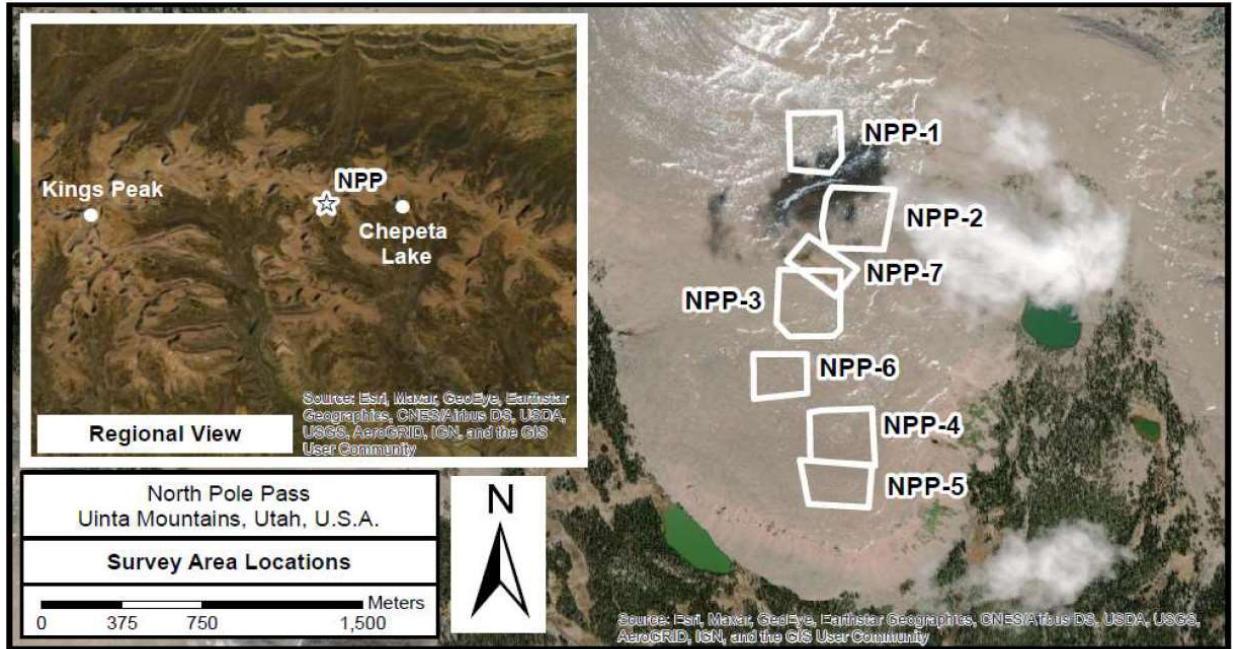 Kings Peak
NPP
Chepeta
Lake
Source: Esri, Maxar, GeoEye, Earthstar
Geographics, CNES/Airbus DS, USDA,
USGS, AeroGRID, IGN, and the GIS
User Community
Regional View
NPP-1
NPP-2
NPP-7
NPP-3
NPP-6
NPP-4
NPP-5
North Pole Pass
Uinta Mountains, Utah, U.S.A.
Survey Area Locations
Meters
0 375 750 1,500
N
Source: Esri, Maxar, GeoEye, Earthstar Geographics, CNES/Airbus DS, USDA, USGS,
AeroGRID, IGN, and the GIS User Community